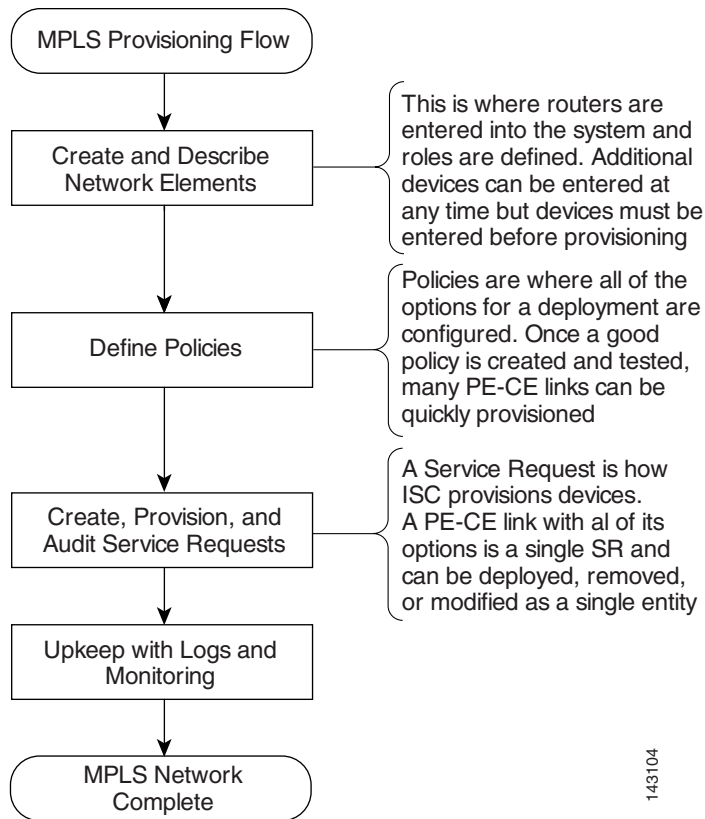 MPLS Provisioning Flow
Create and Describe
Network Elements
This is where routers are
entered into the system and
roles are defined. Additional
devices can be entered at
any time but devices must be
entered before provisioning
Define Policies
Policies are where all of the
options for a deployment are
configured. Once a good
policy is created and tested,
many PE-CE links can be
quickly provisioned
Create, Provision, and
Audit Service Requests
A Service Request is how
ISC provisions devices.
A PE-CE link with al of its
options is a single SR and
can be deployed, removed,
or modified as a single entity
Upkeep with Logs and
Monitoring
MPLS Network
Complete
143104